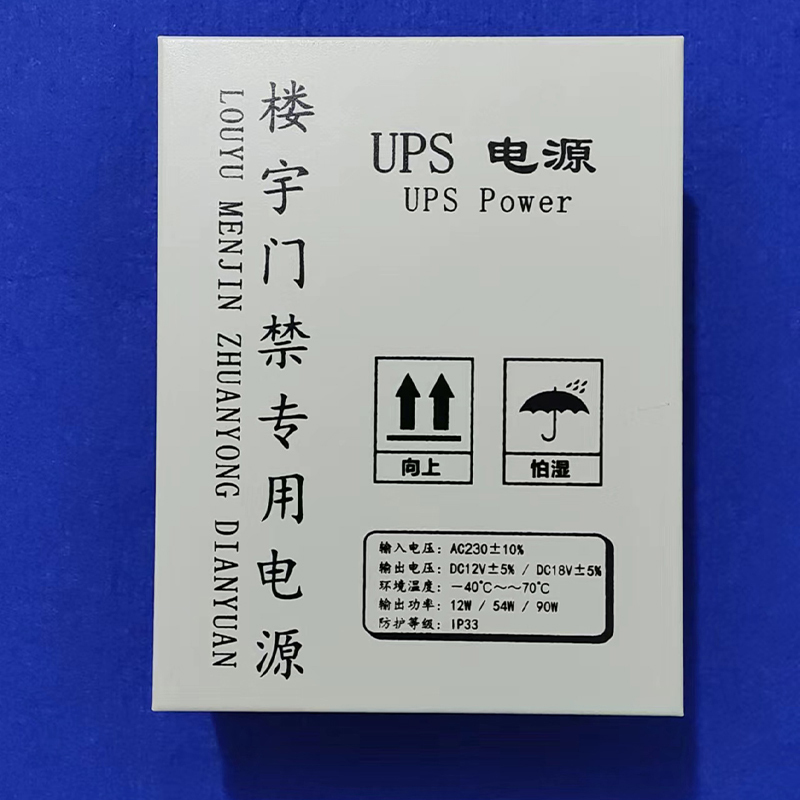 楼宇门禁专用电源
LOUYU MENJIN ZHUANYONG DIANYUAN
UPS 电源
UPS Power
向上
怕湿
输入电压: AC230±10%
输出电压: DC12V±5% / DC18V±5%
环境温度: －40℃～～70℃
输出功率: 12W / 54W / 90W
防护等级: IP33